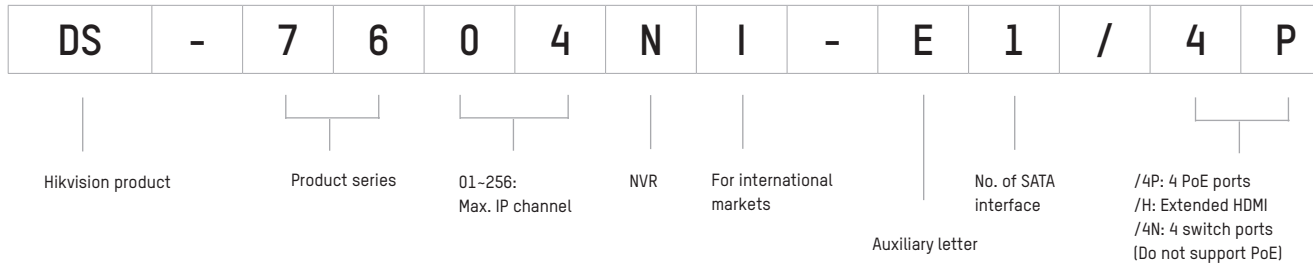 DS - 7 6 0 4 N I - E 1 / 4 P
Hikvision product
Product series
01~256:
Max. IP channel
NVR
For international
markets
Auxiliary letter
No. of SATA
interface
/4P: 4 PoE ports
/H: Extended HDMI
/4N: 4 switch ports
(Do not support PoE)